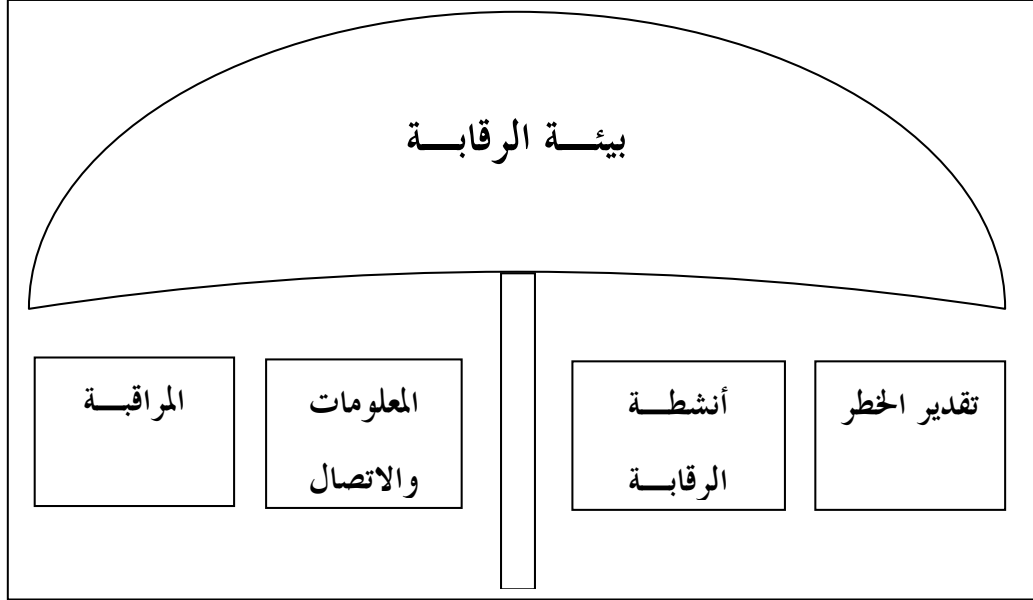 بيئة الرقابة
تقدير الخطر
أنشطة
الرقابة
المعلومات
والاتصال
المراقبة